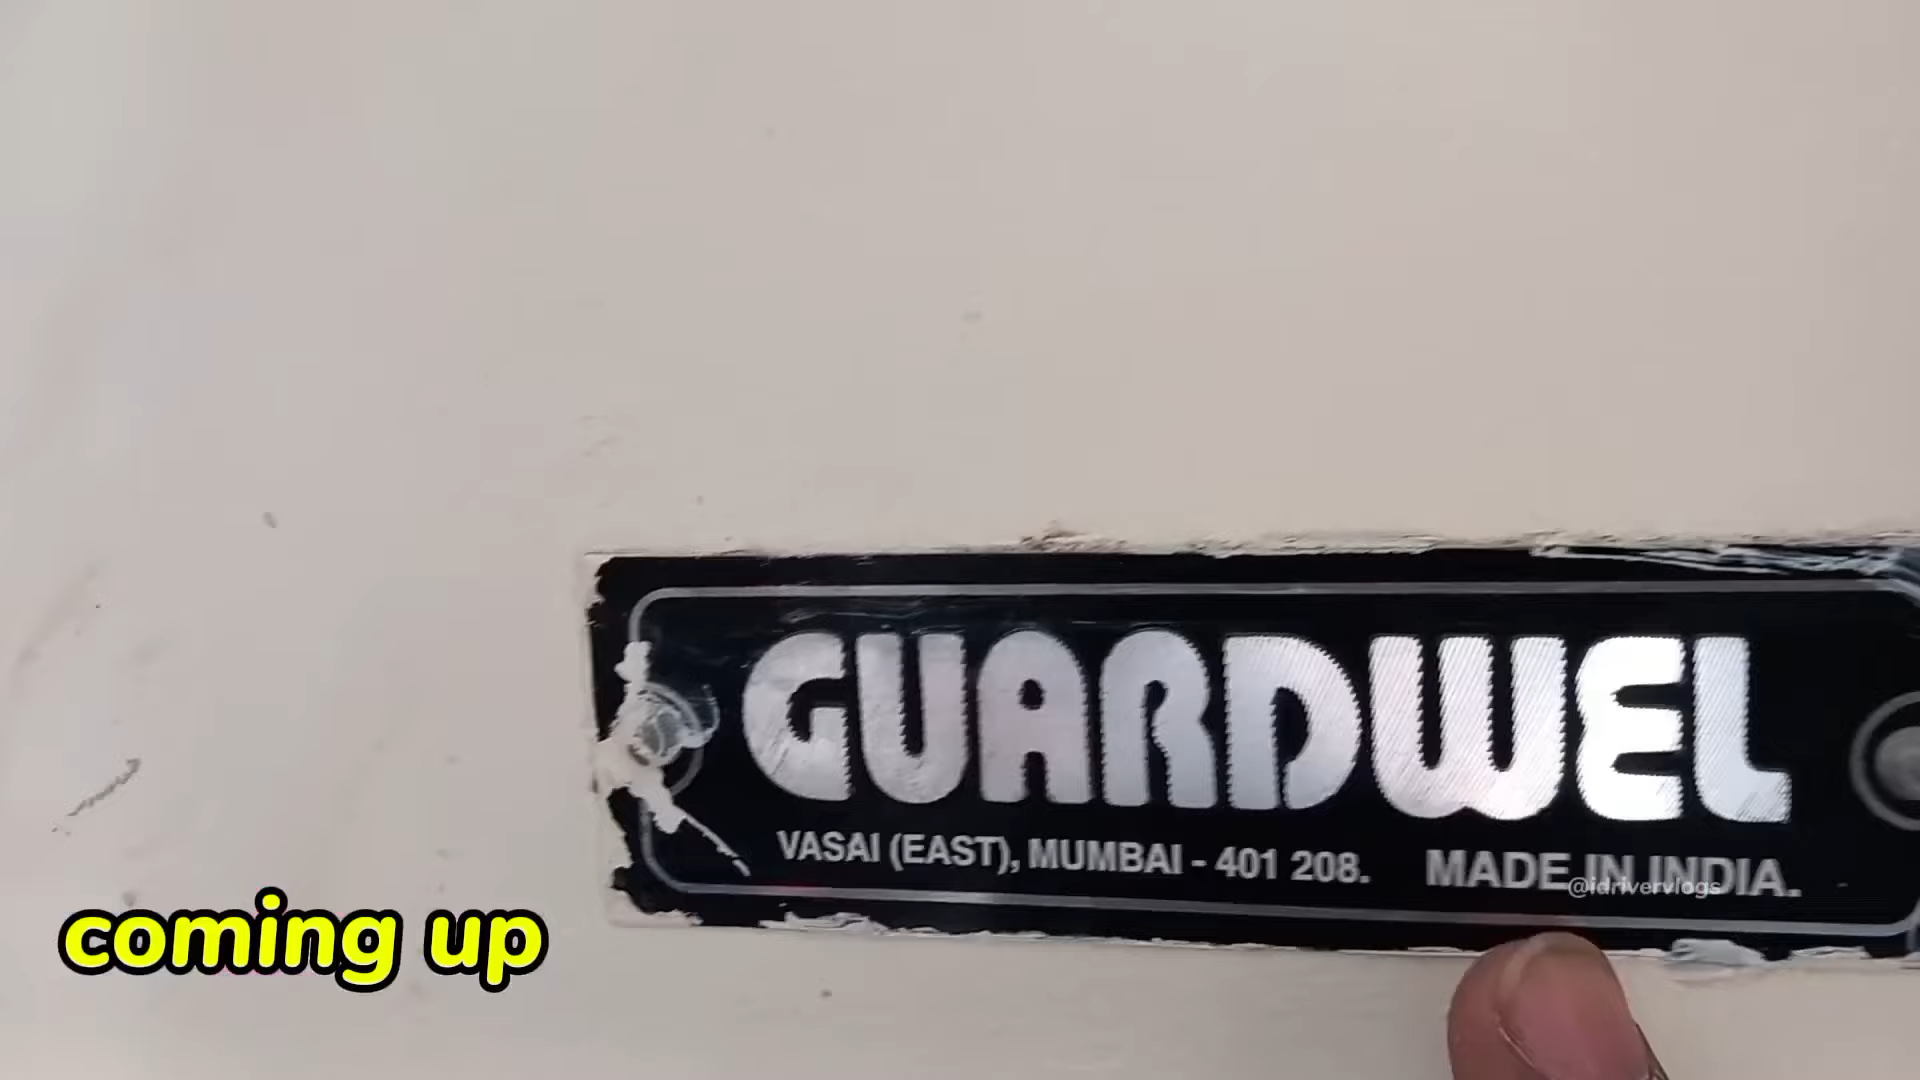 GUARDWEL
VASAI (EAST), MUMBAI - 401 208. MADE IN INDIA.
@idrivervlogs
coming up